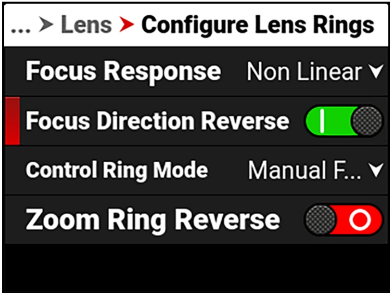 ... > Lens > Configure Lens Rings
Focus Response Non Linear
Focus Direction Reverse
Control Ring Mode Manual F...
Zoom Ring Reverse